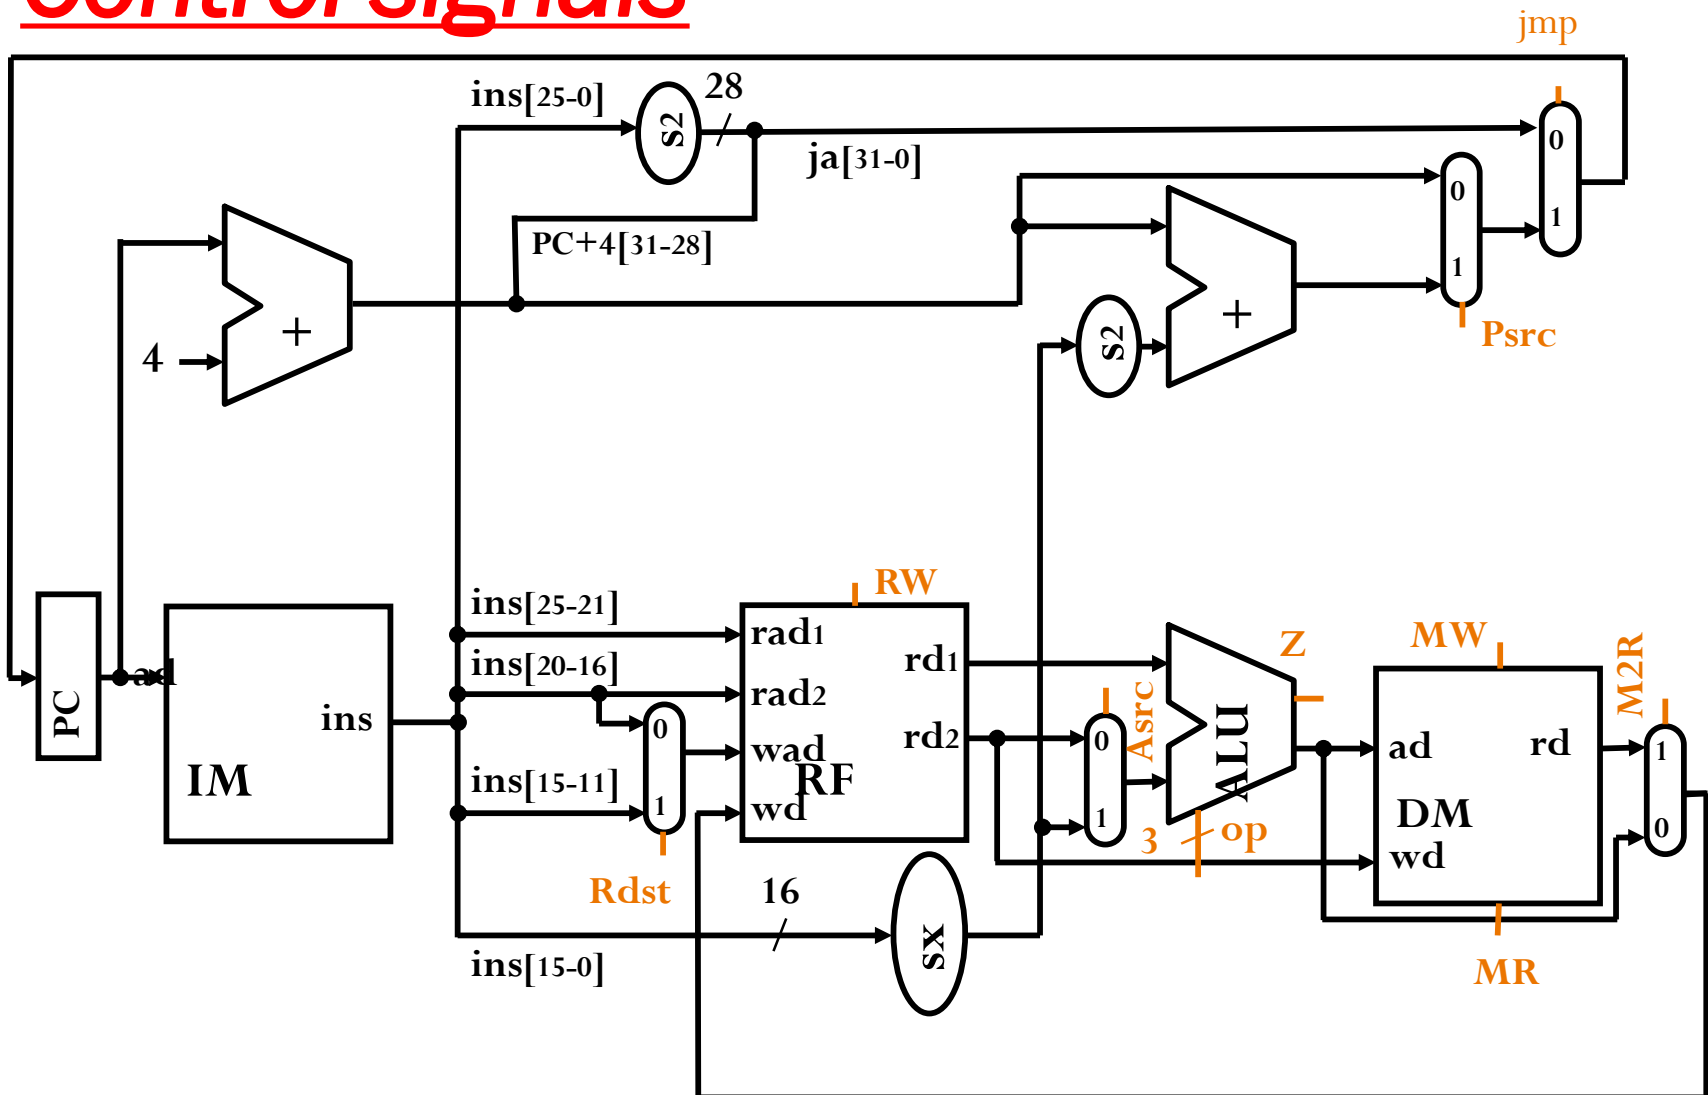 Control signals
jmp
ins[25-0]
s2
28
ja[31-0]
0
1
PC+4[31-28]
0
1
Psrc
4
+
s2
+
ins[25-21]
ins[20-16]
ins[15-11]
ins[15-0]
16
PC
ad
ins
IM
0
1
Rdst
RW
rad1
rad2
wad
wd
RF
rd1
rd2
sx
0
1
Asrc
ALU
Z
3
op
MW
ad
rd
DM
wd
MR
M2R
1
0